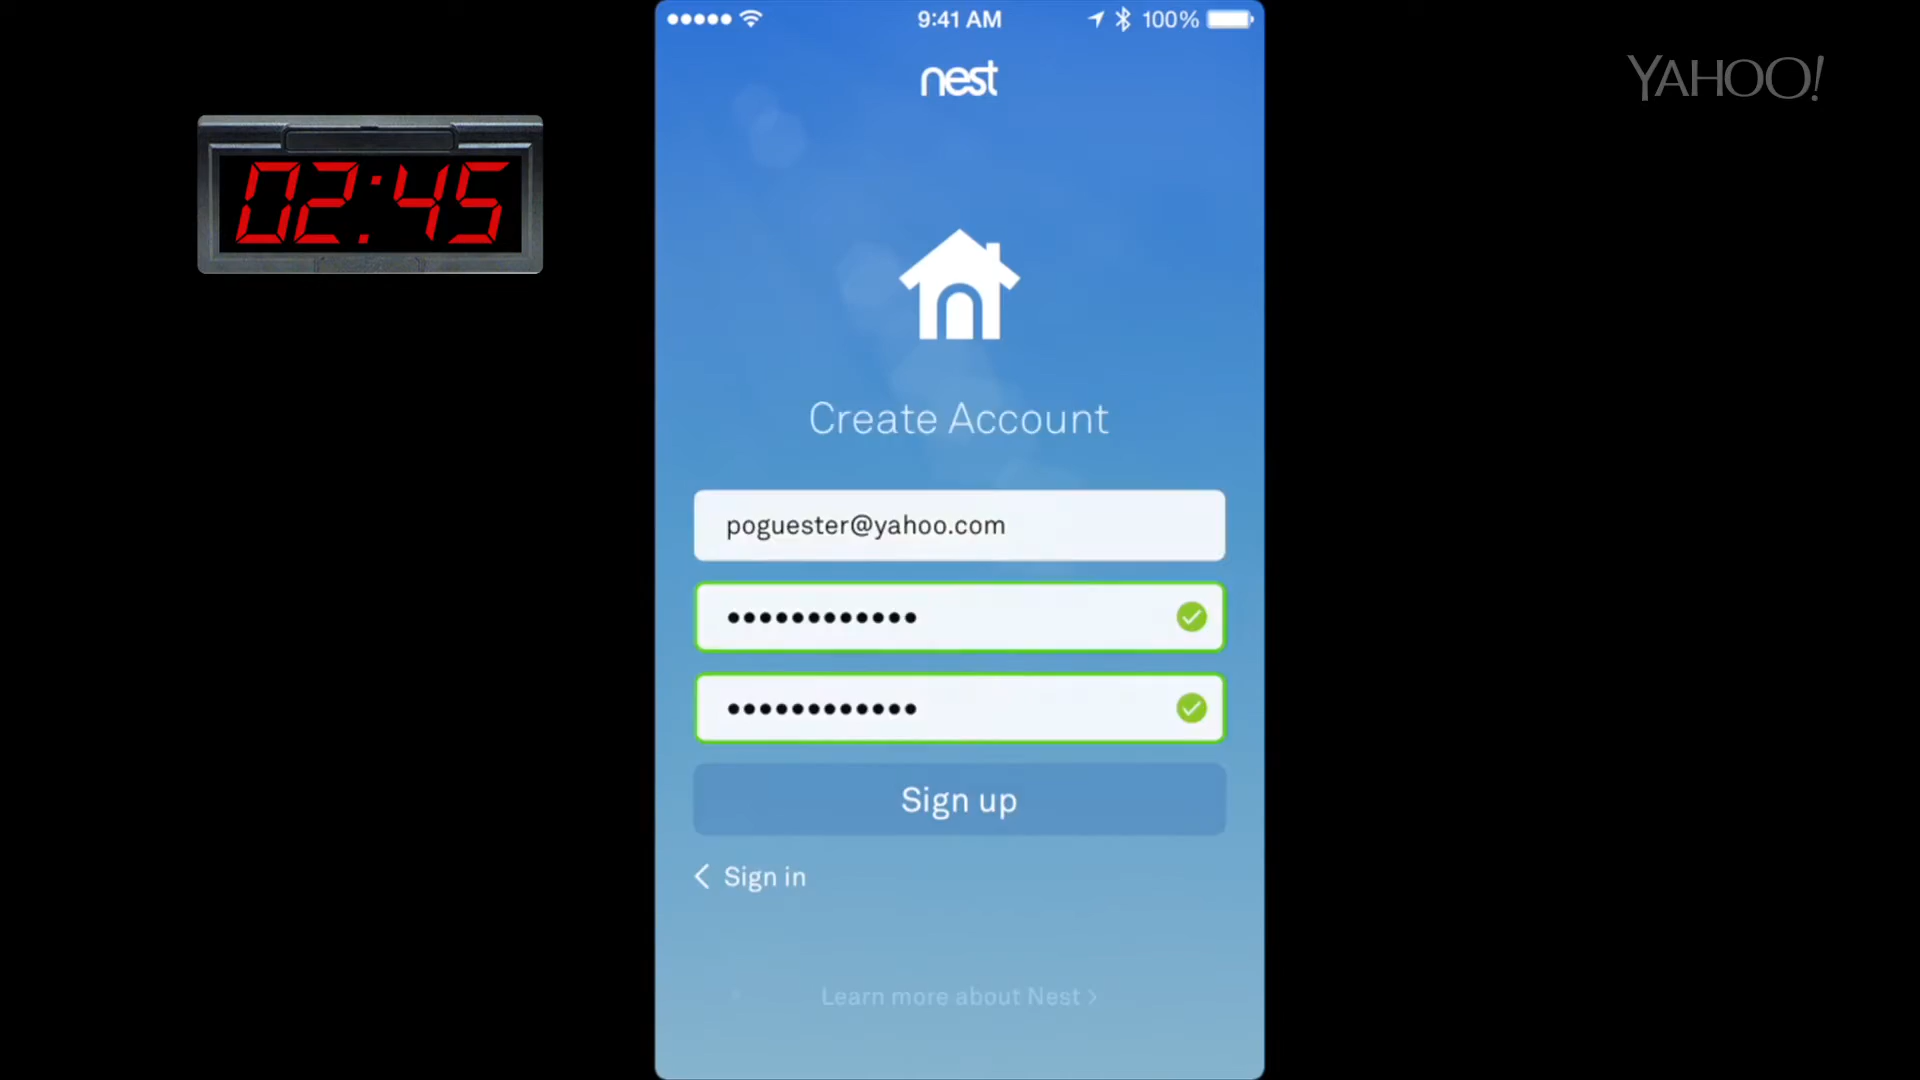 9:41 AM
100%
nest
YAHOO!
02:45
Create Account
poguester@yahoo.com
••••••••••••
••••••••••••
Sign up
< Sign in
Learn more about Nest >